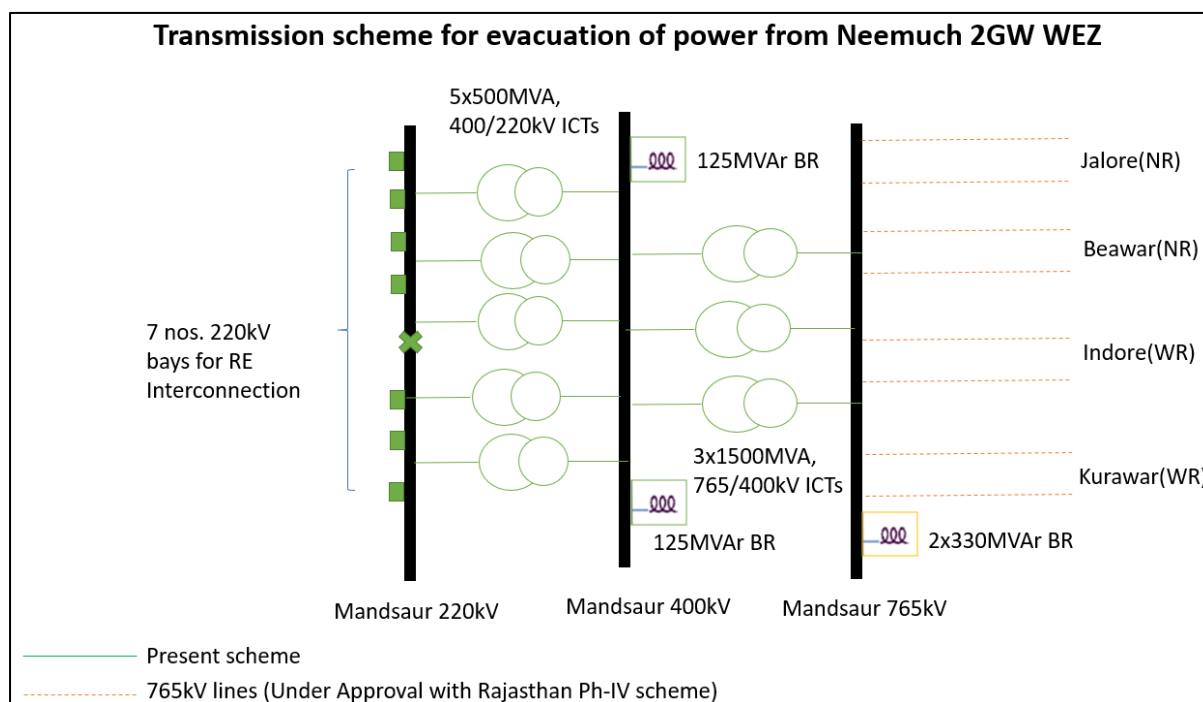 Transmission scheme for evacuation of power from Neemuch 2GW WEZ
5x500MVA,
400/220kV ICTs
125MVAr BR
Jalore(NR)
Beawar(NR)
7 nos. 220kV
bays for RE
Interconnection
Indore(WR)
3x1500MVA,
765/400kV ICTs
Kurawar(WR)
125MVAr BR
2x330MVAr BR
Mandsaur 220kV
Mandsaur 400kV
Mandsaur 765kV
Present scheme
765kV lines (Under Approval with Rajasthan Ph-IV scheme)